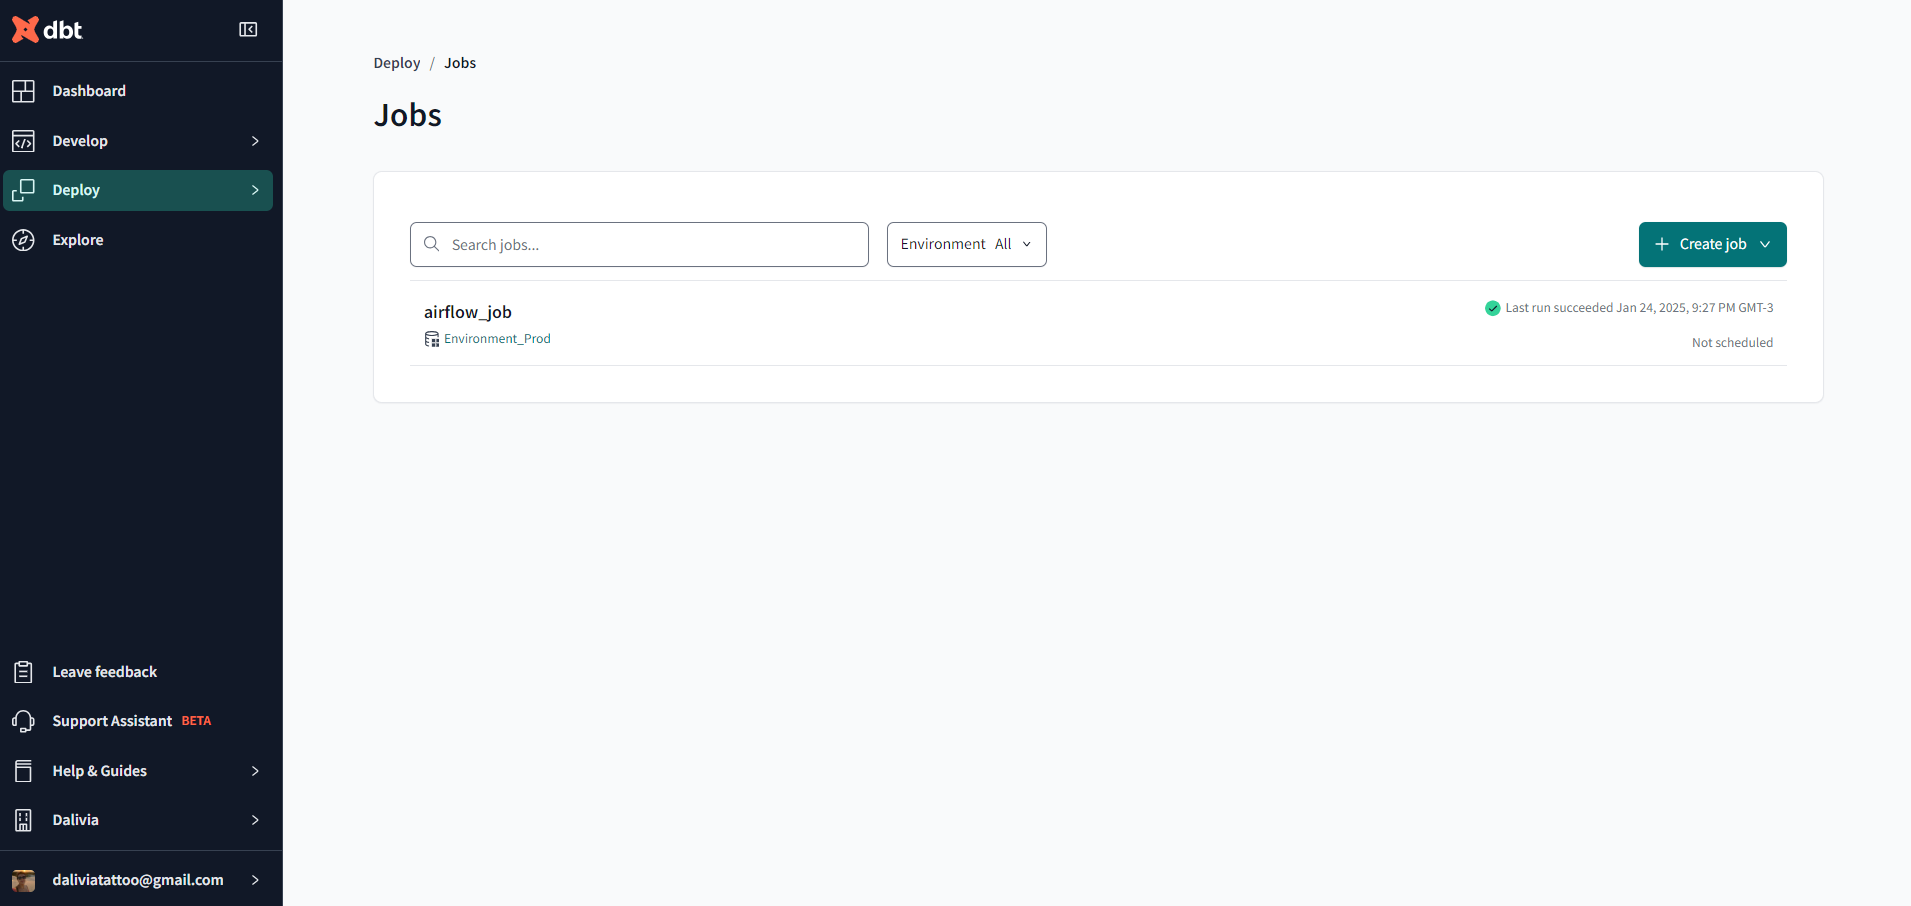 dbt
Dashboard
Develop
Deploy
Explore
Leave feedback
Support Assistant BETA
Help & Guides
Dalivia
daliviatattoo@gmail.com
Deploy / Jobs
Jobs
Search jobs...
Environment All
Create job
airflow_job
Environment_Prod
Last run succeeded Jan 24, 2025, 9:27 PM GMT-3
Not scheduled